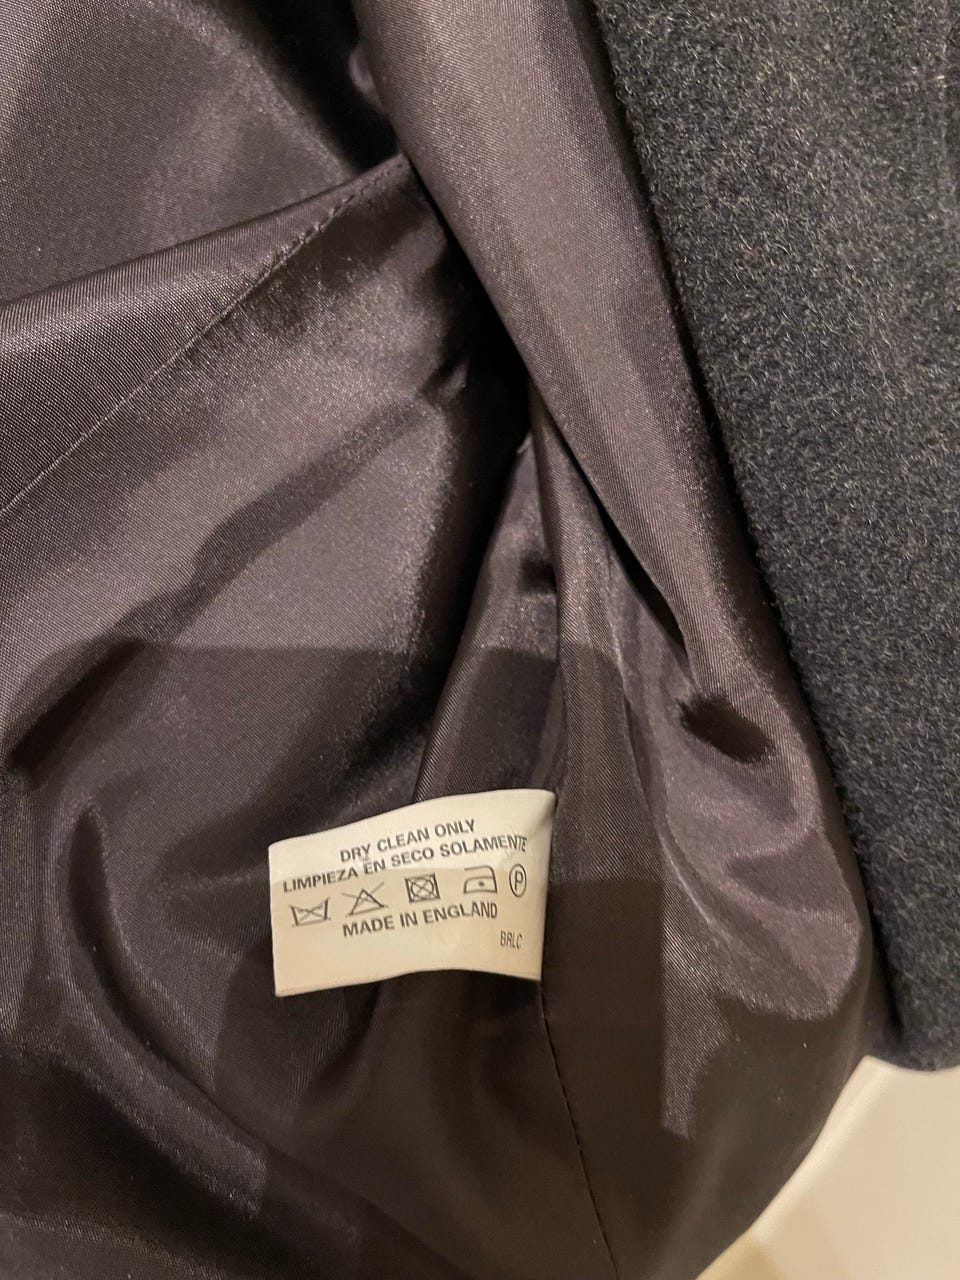 DRY CLEAN ONLY
LIMPIEZA EN SECO SOLAMENTE
P
MADE IN ENGLAND
BRLC